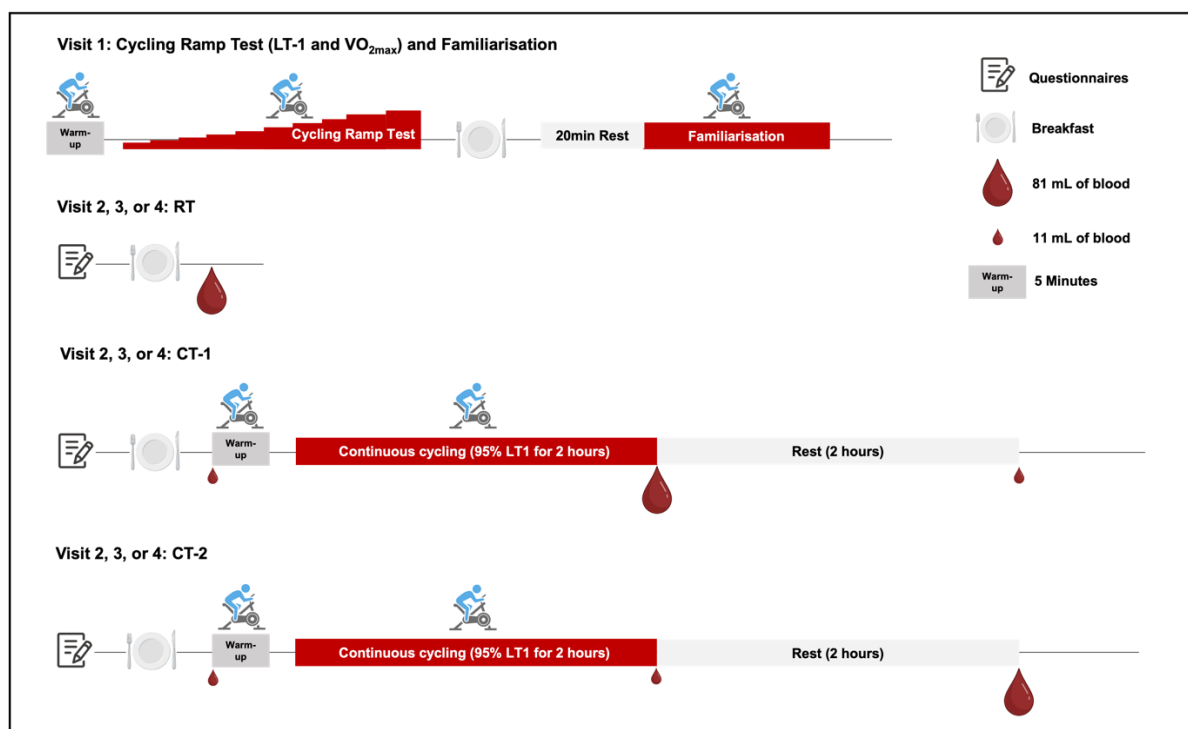 Visit 1: Cycling Ramp Test (LT-1 and VO2max) and Familiarisation
Warm-
up
Cycling Ramp Test
20min Rest
Familiarisation
Questionnaires
Breakfast
81 mL of blood
11 mL of blood
Warm-
up
5 Minutes
Visit 2, 3, or 4: RT
Visit 2, 3, or 4: CT-1
Warm-
up
Continuous cycling (95% LT1 for 2 hours)
Rest (2 hours)
Visit 2, 3, or 4: CT-2
Warm-
up
Continuous cycling (95% LT1 for 2 hours)
Rest (2 hours)